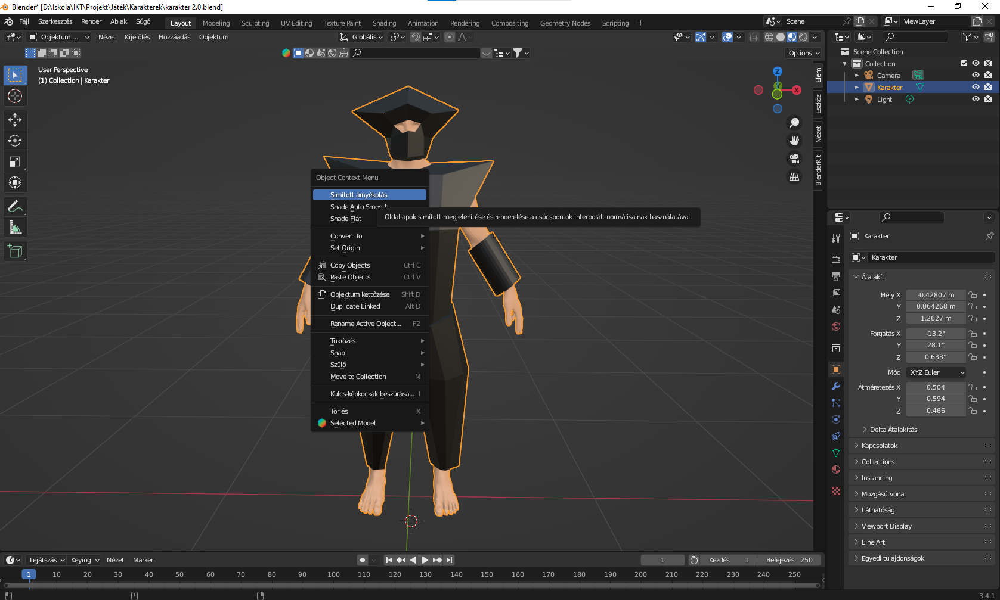 Blender* [D:\Iskola\IKT\Projekt\Játék\Karakterek\karakter 2.0.blend]
Fájl Szerkesztés Render Ablak Súgó Layout Modeling Sculpting UV Editing Texture Paint Shading Animation Rendering Compositing Geometry Nodes Scripting + Scene ViewLayer
Objektum ... Nézet Kijelölés Hozzáadás Objektum Globális
Options
User Perspective
(1) Collection | Karakter
Z
Y
X
Elem
Eszköz
Nézet
BlenderKit
Object Context Menu
Simított árnyékolás
Shade Auto Smooth
Shade Flat
Oldallapok simított megjelenítése és renderelése a csúcspontok interpolált normálisainak használatával.
Convert To
Set Origin
Copy Objects Ctrl C
Paste Objects Ctrl V
Objektum kettőzése Shift D
Duplicate Linked Alt D
Rename Active Object... F2
Tükrözés
Snap
Szülő
Move to Collection M
Kulcs-képkockák beszúrása... I
Törlés X
Selected Model
Scene Collection
Collection
Camera
Karakter
Light
Karakter
Karakter
Átalakít
Hely X -0.42807 m
Y 0.064268 m
Z 1.2627 m
Forgatás X -13.2°
Y 28.1°
Z 0.633°
Mód XYZ Euler
Átméretezés X 0.504
Y 0.594
Z 0.466
Delta Átalakítás
Kapcsolatok
Collections
Instancing
Mozgásútvonal
Láthatóság
Viewport Display
Line Art
Egyedi tulajdonságok
Lejátszás Keying Nézet Marker 1 Kezdés 1 Befejezés 250
1 10 20 30 40 50 60 70 80 90 100 110 120 130 140 150 160 170 180 190 200 210 220 230 240 250
3.4.1